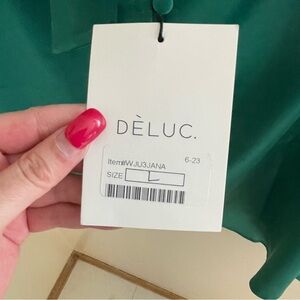 DÈLUC.
Item#WJU3JANA 6-23
SIZE L